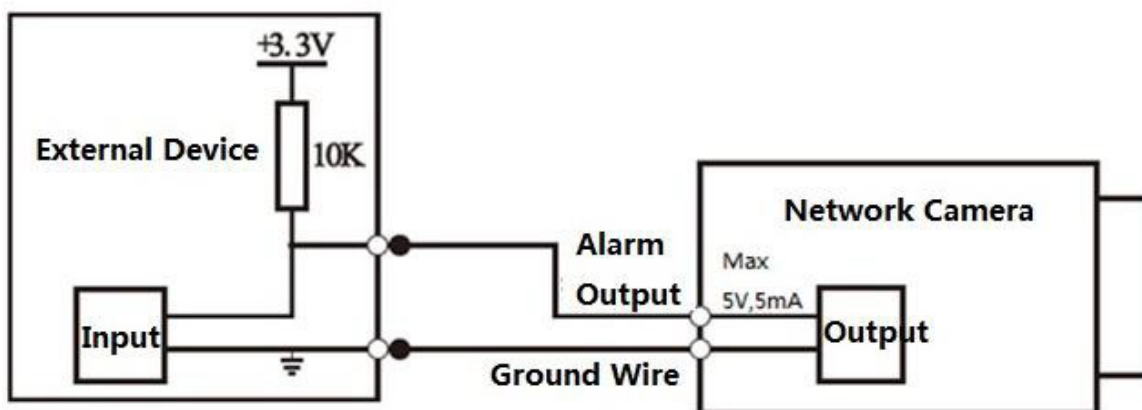 +3.3V
External Device
10K
Network Camera
Alarm
Output
Max
5V,5mA
Input
Output
Ground Wire